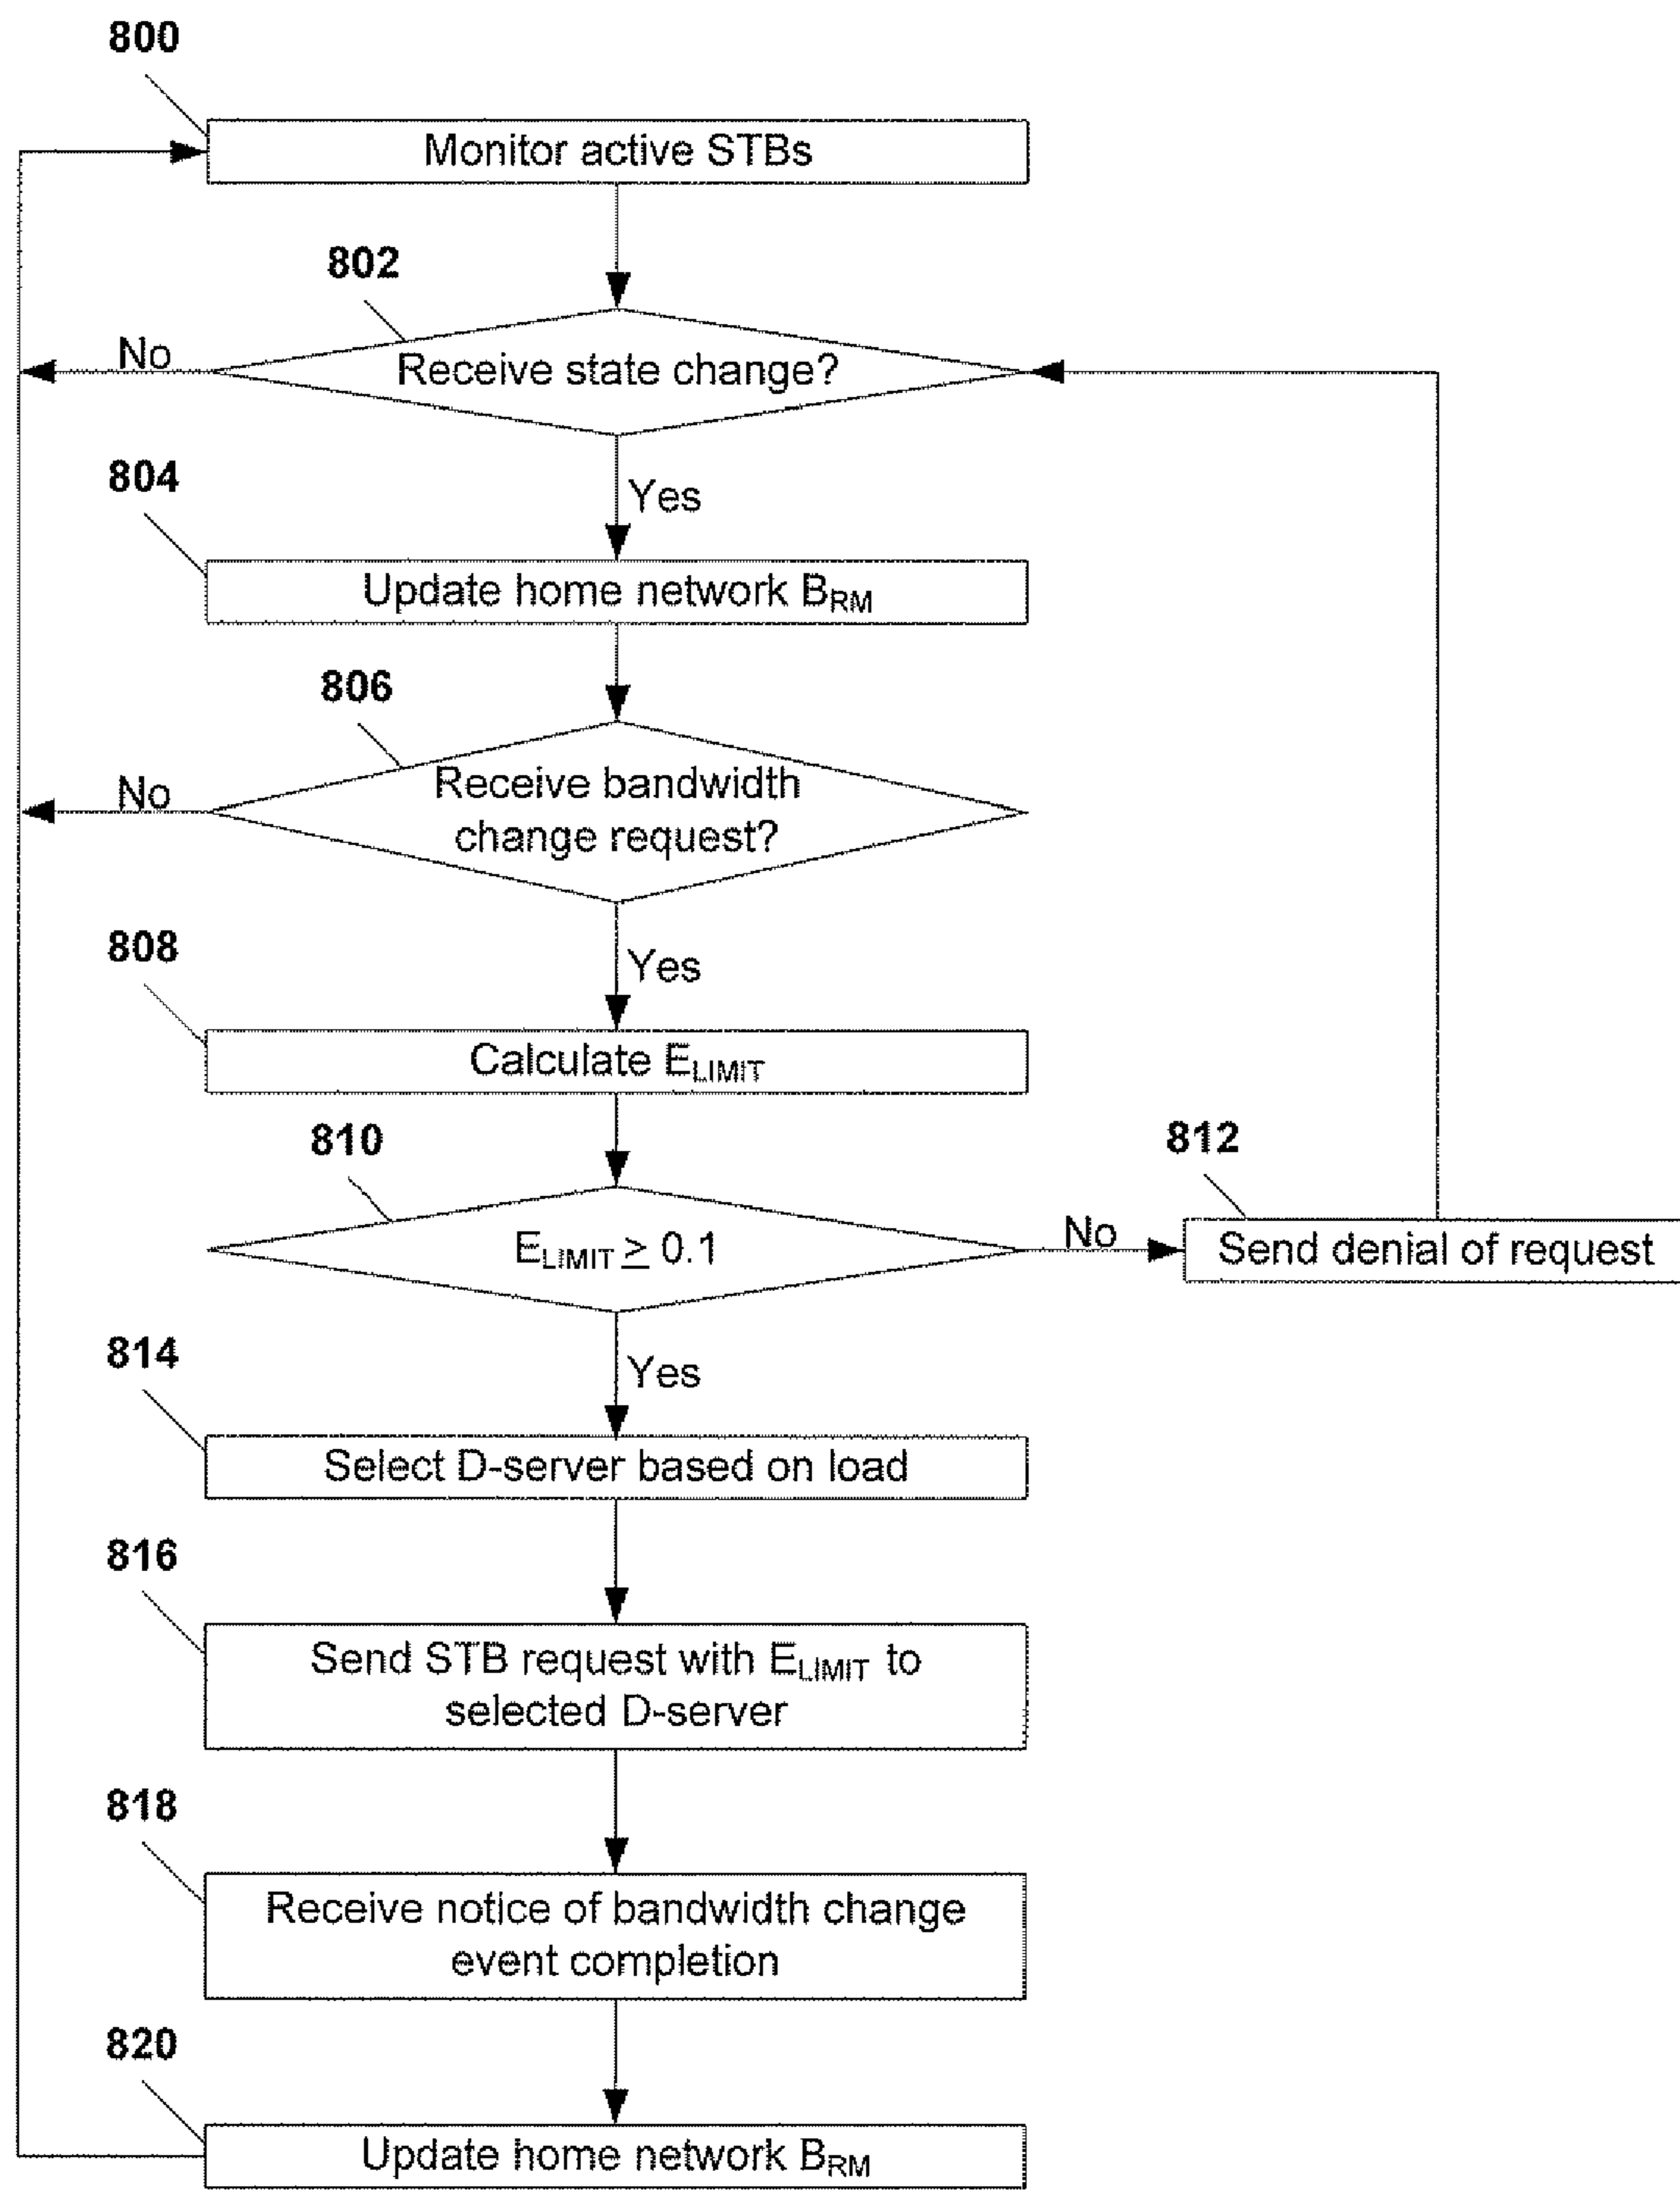 800
Monitor active STBs
802
Receive state change?
No
Yes
804
Update home network BRM
806
Receive bandwidth
change request?
No
Yes
808
Calculate ELIMIT
810
ELIMIT ≥ 0.1
No
812
Send denial of request
Yes
814
Select D-server based on load
816
Send STB request with ELIMIT to
selected D-server
818
Receive notice of bandwidth change
event completion
820
Update home network BRM